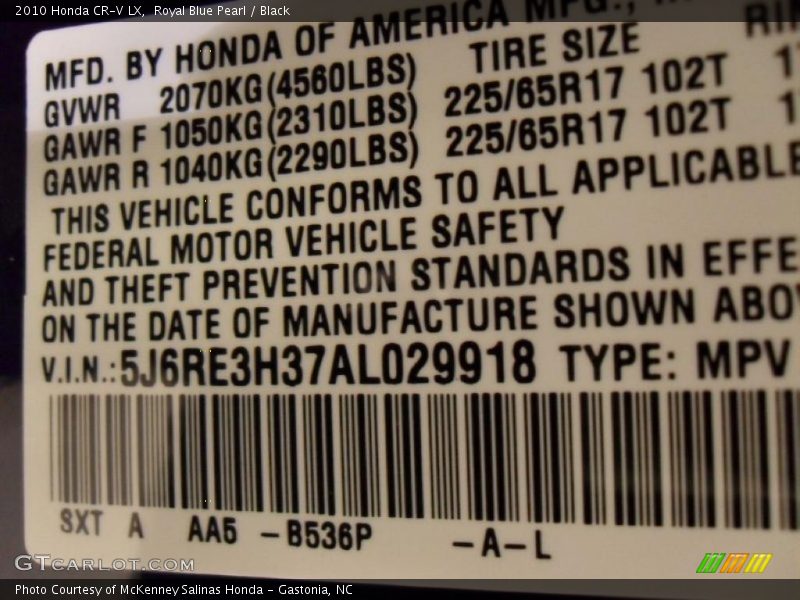 2010 Honda CR-V LX,  Royal Blue Pearl / Black
MFD. BY HONDA OF AMERICA MFG.,
GVWR 2070KG(4560LBS) TIRE SIZE
GAWR F 1050KG(2310LBS) 225/65R17 102T
GAWR R 1040KG(2290LBS) 225/65R17 102T
THIS VEHICLE CONFORMS TO ALL APPLICABLE
FEDERAL MOTOR VEHICLE SAFETY
AND THEFT PREVENTION STANDARDS IN EFFE
ON THE DATE OF MANUFACTURE SHOWN ABO
V.I.N.: 5J6RE3H37AL029918 TYPE: MPV
SXT A AA5 -B536P -A-L
GTcarlot.com
Photo Courtesy of McKenney Salinas Honda - Gastonia, NC